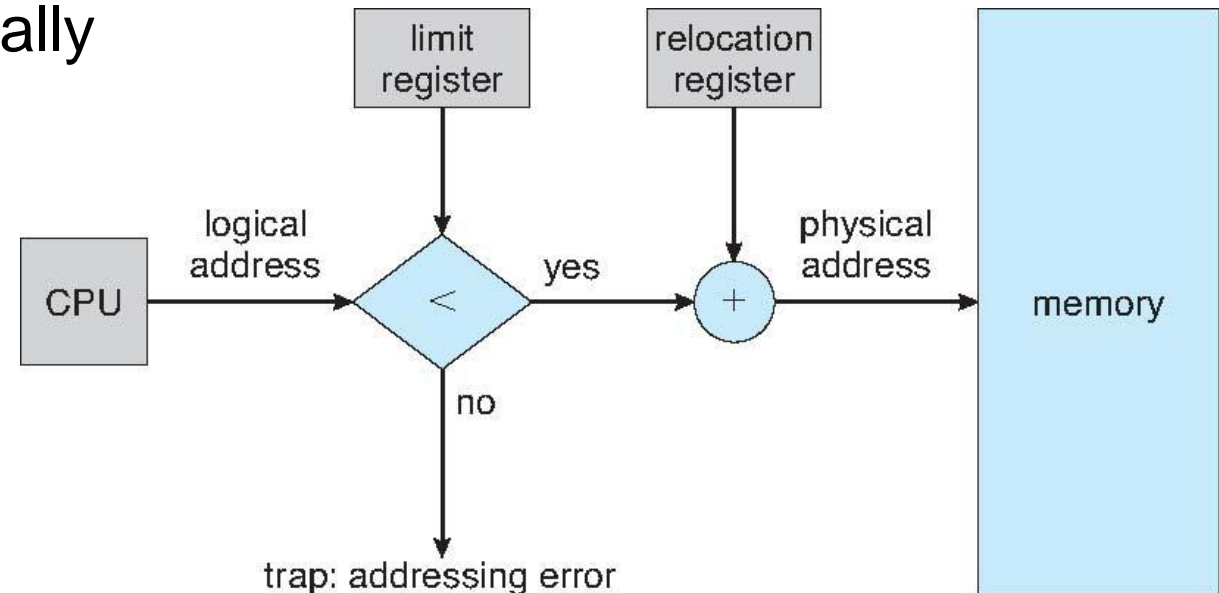 ally
limit
register
relocation
register
logical
address
yes
physical
address
CPU
<
+
memory
no
trap: addressing error